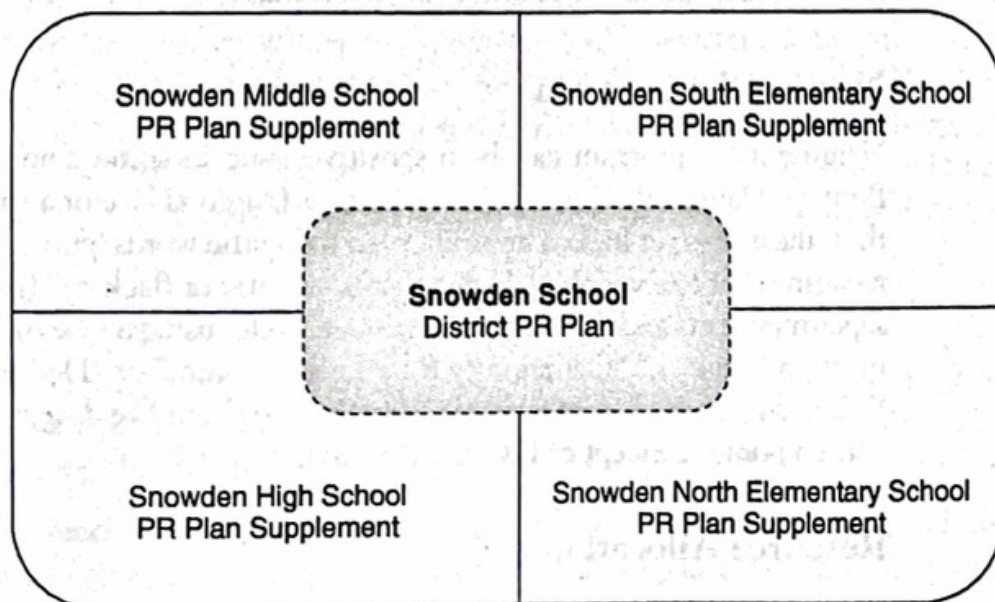 Snowden Middle School
PR Plan Supplement
Snowden South Elementary School
PR Plan Supplement
Snowden School
District PR Plan
Snowden High School
PR Plan Supplement
Snowden North Elementary School
PR Plan Supplement